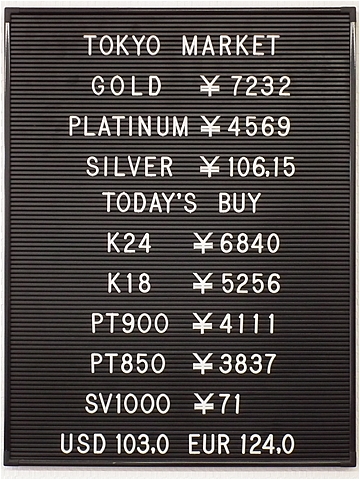 TOKYO MARKET
GOLD ¥7232
PLATINUM ¥4569
SILVER ¥106.15
TODAY'S BUY
K24 ¥6840
K18 ¥5256
PT900 ¥4111
PT850 ¥3837
SV1000 ¥71
USD 103.0 EUR 124.0